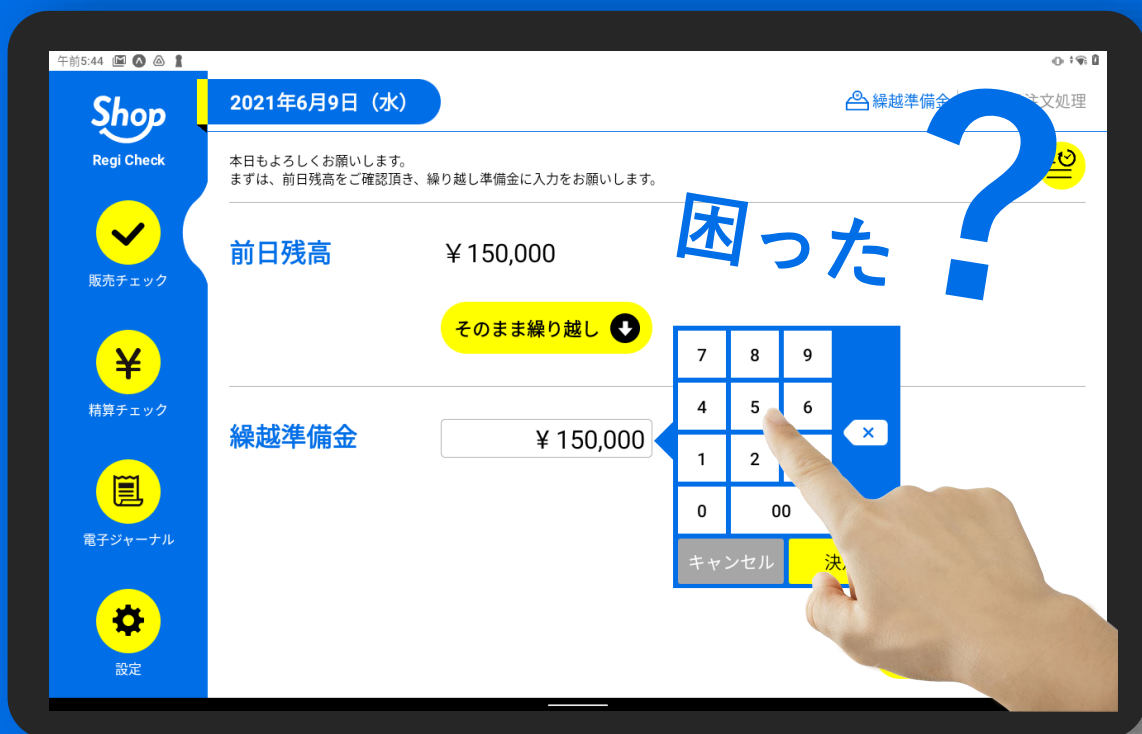 午前5:44
Shop
Regi Check
2021年6月9日（水）
繰越準備金
注文処理
本日もよろしくお願いします。
まずは、前日残高をご確認頂き、繰り越し準備金に入力をお願いします。
困った?
前日残高
￥150,000
そのまま繰り越し
繰越準備金
￥150,000
7 8 9
4 5 6
1 2
0 00
キャンセル
販売チェック
¥
精算チェック
電子ジャーナル
設定